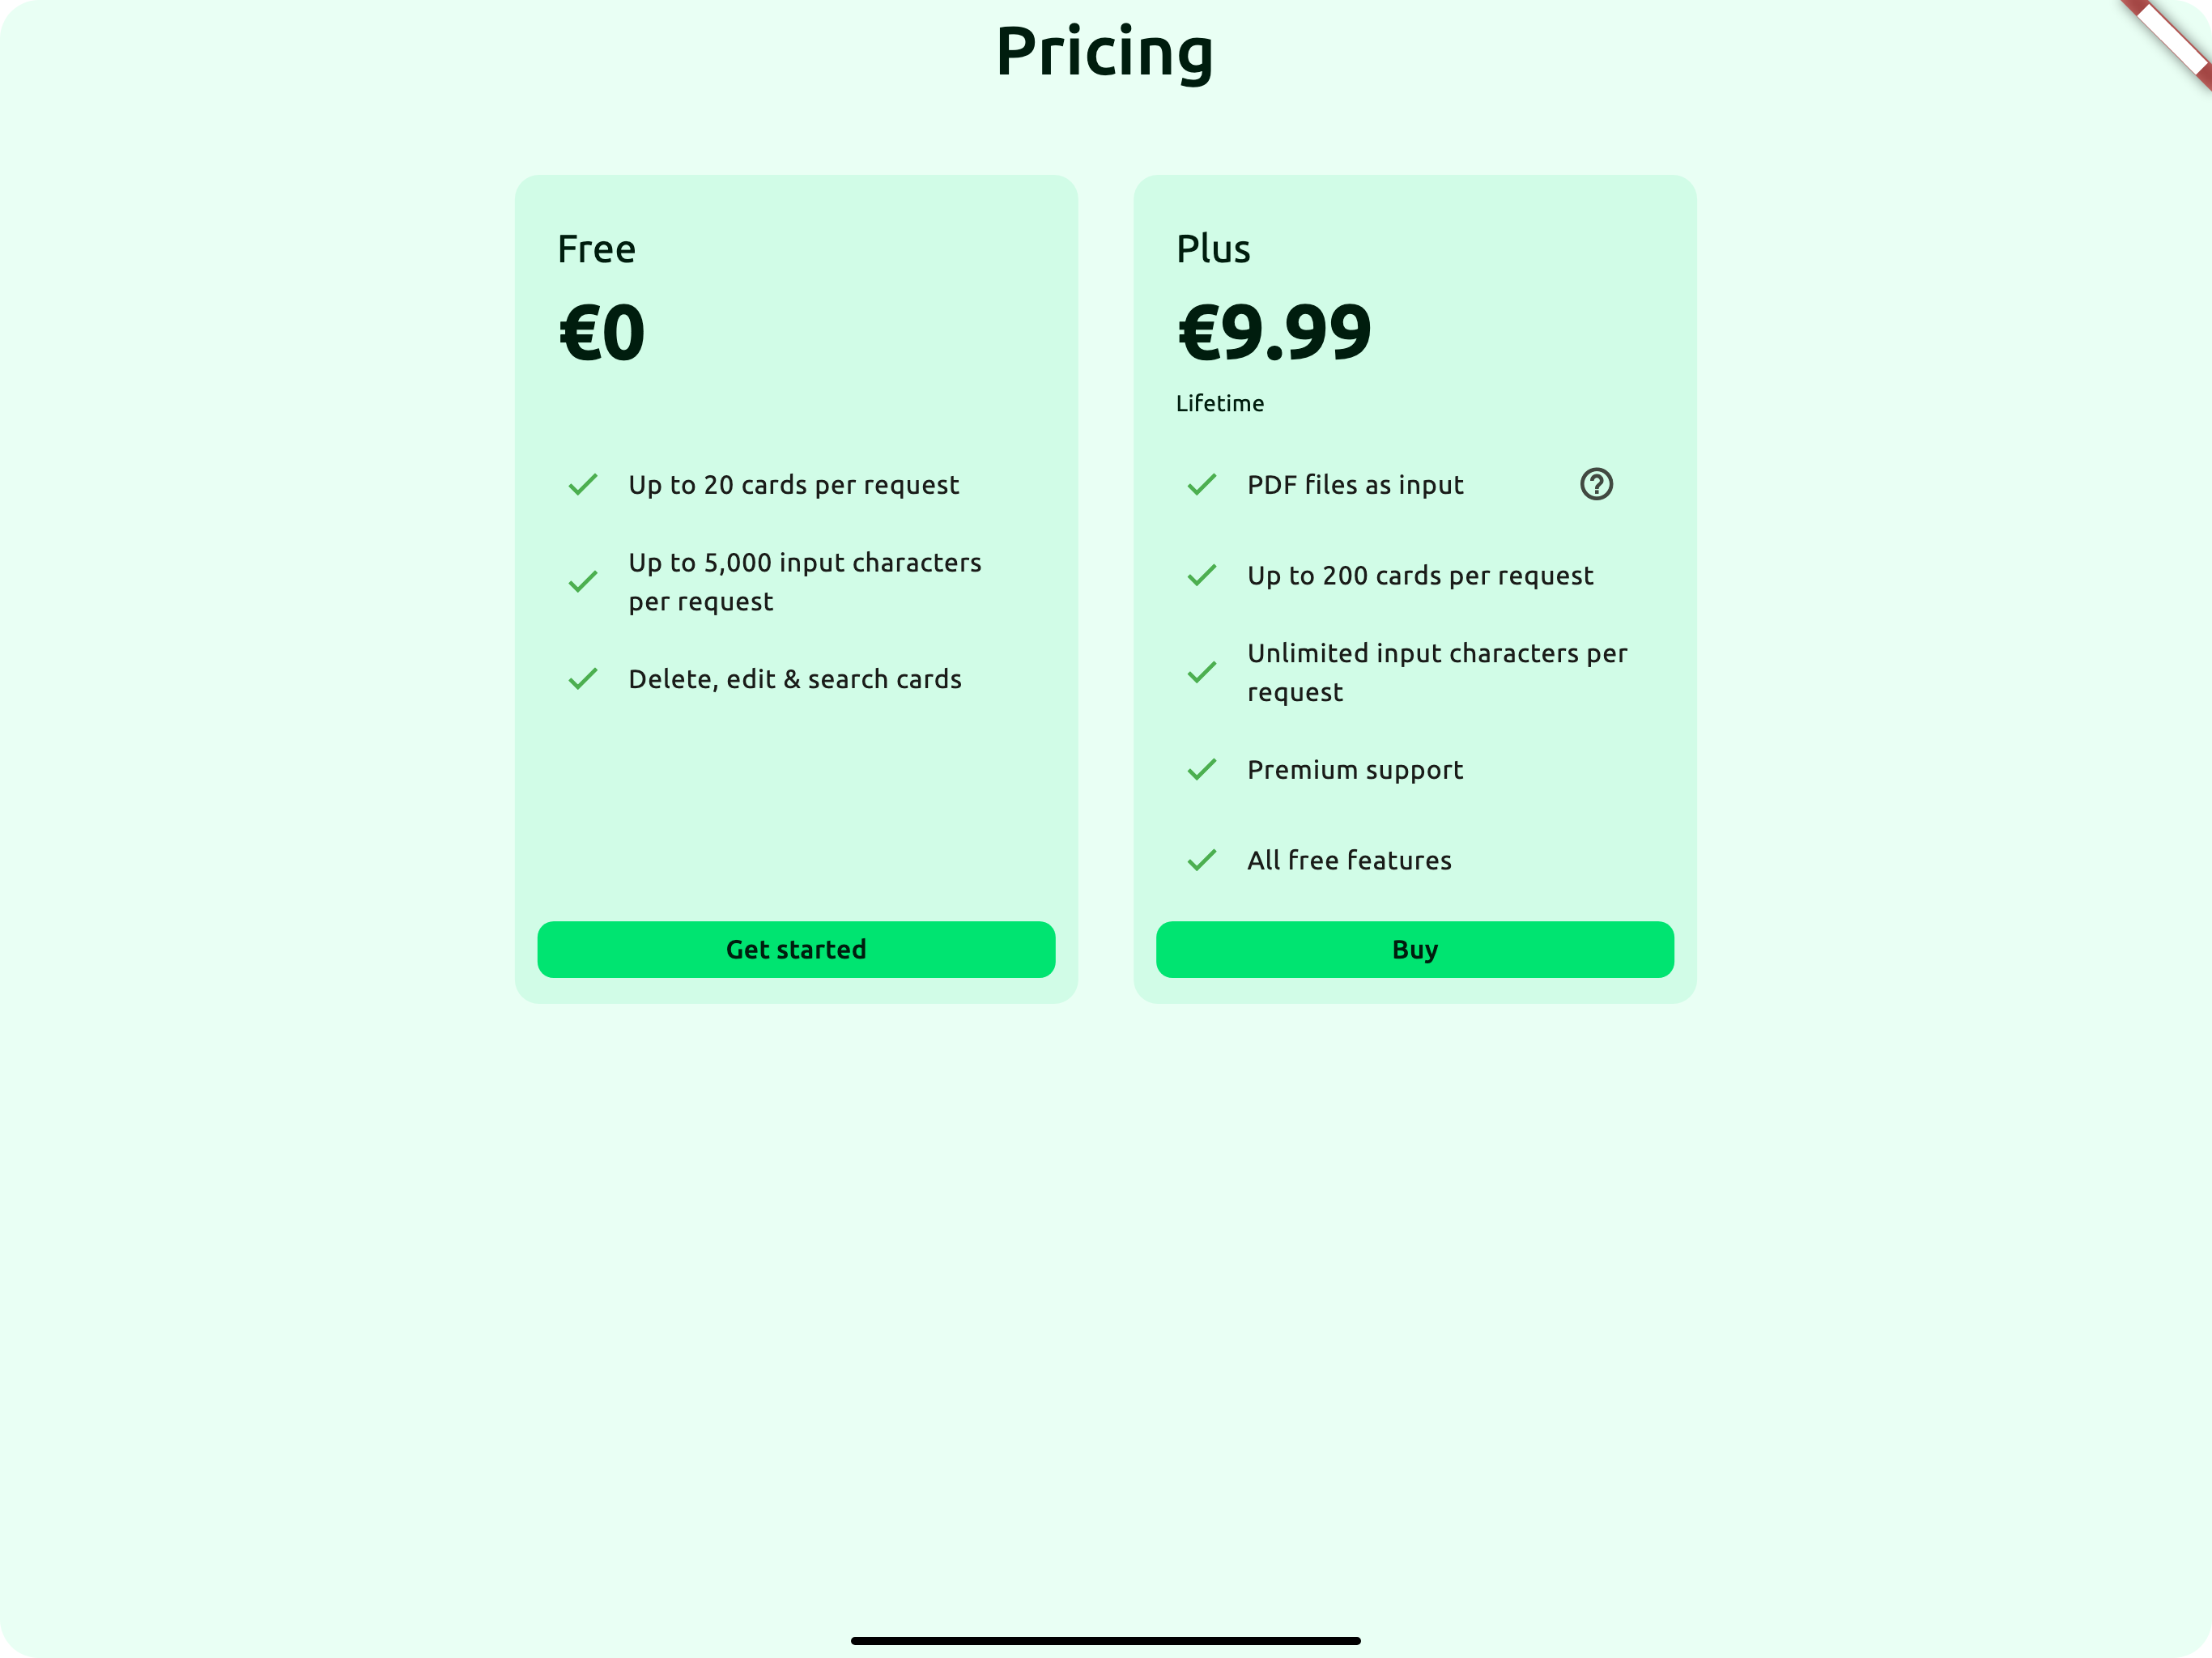 Pricing
Free
€0
Up to 20 cards per request
Up to 5,000 input characters
per request
Delete, edit & search cards
Get started
Plus
€9.99
Lifetime
PDF files as input
Up to 200 cards per request
Unlimited input characters per
request
Premium support
All free features
Buy